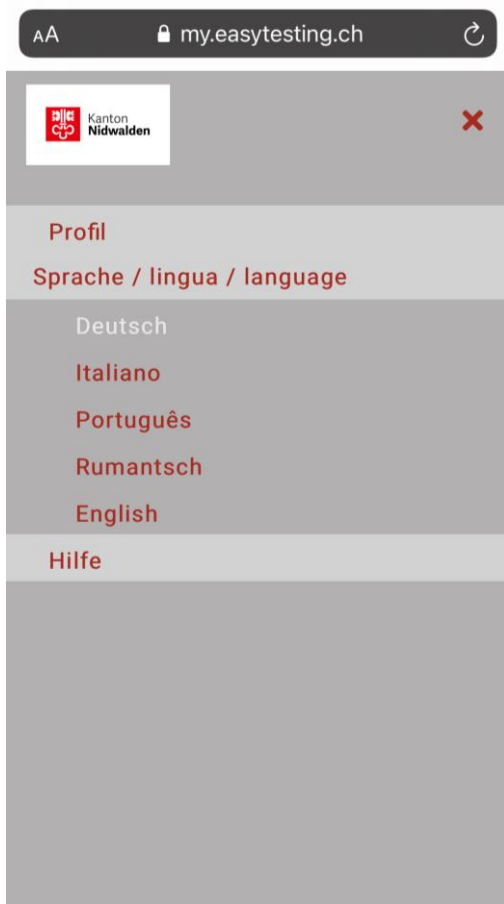 AA my.easytesting.ch
Kanton
Nidwalden
Profil
Sprache / lingua / language
Deutsch
Italiano
Português
Rumantsch
English
Hilfe